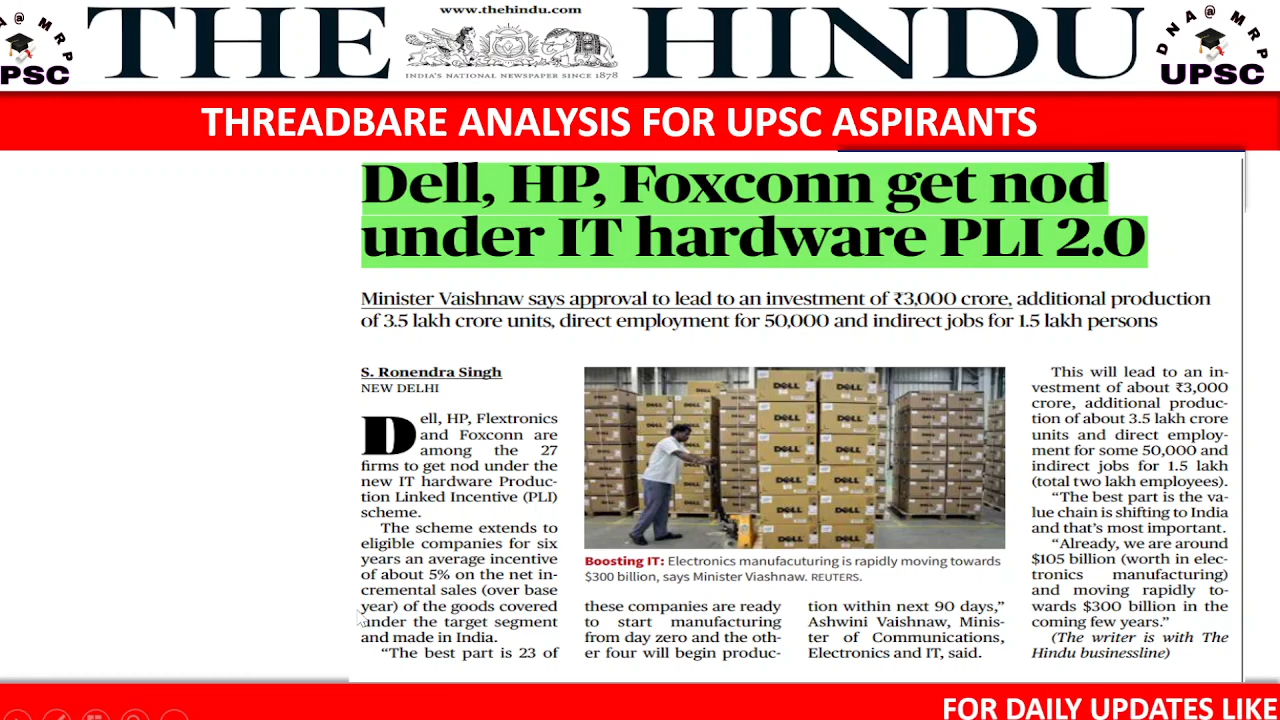 www.thehindu.com
THE HINDU
INDIA'S NATIONAL NEWSPAPER SINCE 1878
PSC
DNA@MRP
UPSC
THREADBARE ANALYSIS FOR UPSC ASPIRANTS
Dell, HP, Foxconn get nod
under IT hardware PLI 2.0
Minister Vaishnaw says approval to lead to an investment of ₹3,000 crore, additional production
of 3.5 lakh crore units, direct employment for 50,000 and indirect jobs for 1.5 lakh persons
S. Ronendra Singh
NEW DELHI
Dell, HP, Flextronics
and Foxconn are
among the 27
firms to get nod under the
new IT hardware Produc-
tion Linked Incentive (PLI)
scheme.
The scheme extends to
eligible companies for six
years an average incentive
of about 5% on the net in-
cremental sales (over base
year) of the goods covered
under the target segment
and made in India.
"The best part is 23 of
DELL
Boosting IT: Electronics manufacuturing is rapidly moving towards
$300 billion, says Minister Viashnaw. REUTERS.
these companies are ready
to start manufacturing
from day zero and the oth-
er four will begin produc-
tion within next 90 days,"
Ashwini Vaishnaw, Minis-
ter of Communications,
Electronics and IT, said.
This will lead to an in-
vestment of about ₹3,000
crore, additional produc-
tion of about 3.5 lakh crore
units and direct employ-
ment for some 50,000 and
indirect jobs for 1.5 lakh
(total two lakh employees).
"The best part is the va-
lue chain is shifting to India
and that's most important.
"Already, we are around
$105 billion (worth in elec-
tronics manufacturing)
and moving rapidly to-
wards $300 billion in the
coming few years."
(The writer is with The
Hindu businessline)
FOR DAILY UPDATES LIKE